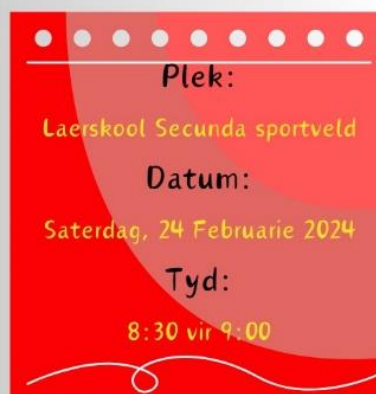 Plek:
Laerskool Secunda sportveld
Datum:
Saterdag, 24 Februarie 2024
Tyd:
8:30 vir 9:00